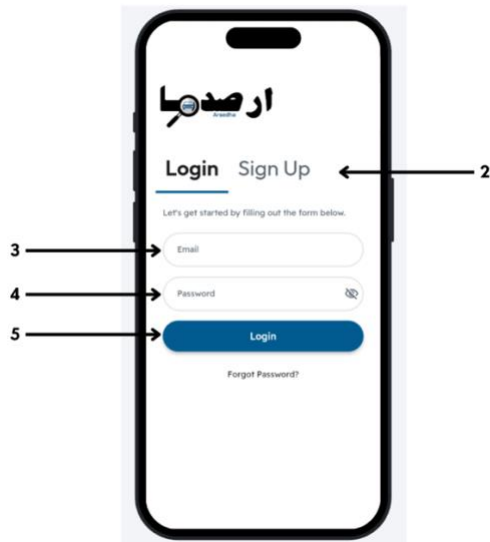 ارصدها
Arsedha
Login Sign Up
2
Let's get started by filling out the form below.
3
Email
4
Password
5
Login
Forgot Password?